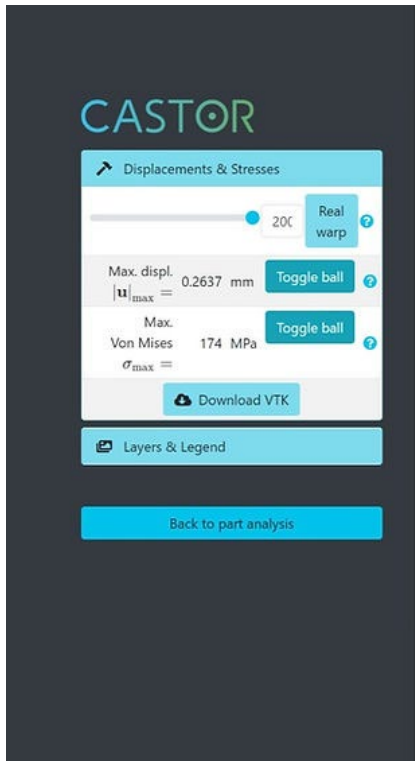 CASTOR
Displacements & Stresses
200 Real
warp
Max. displ.
|u|max = 0.2637 mm Toggle ball
Max.
Von Mises 174 MPa Toggle ball
σmax =
Download VTK
Layers & Legend
Back to part analysis